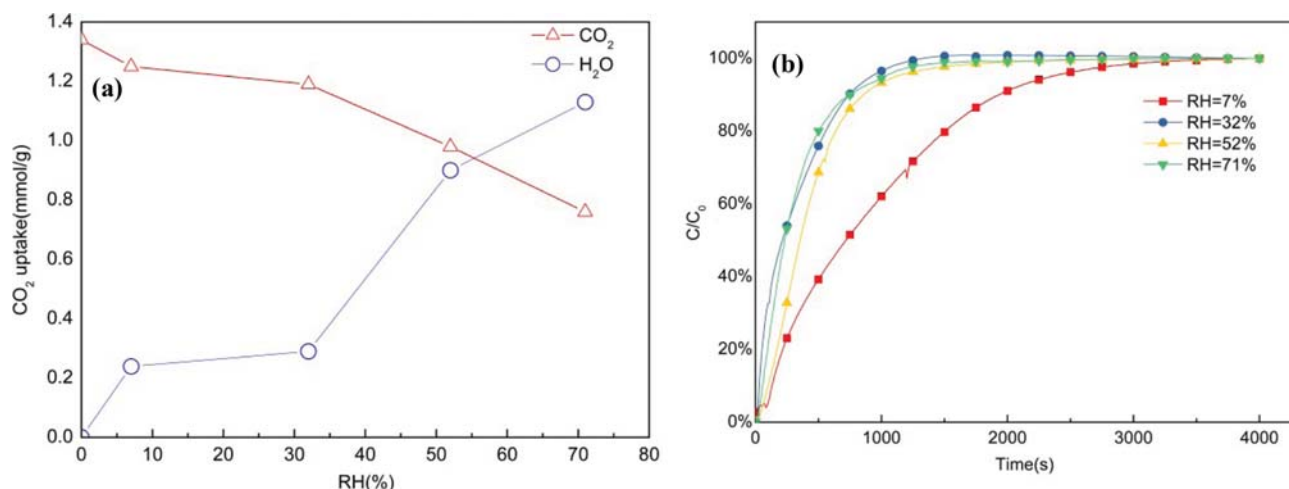 (a)
CO₂ uptake(mmol/g)
1.4
1.2
1.0
0.8
0.6
0.4
0.2
0.0
0 10 20 30 40 50 60 70 80
RH(%)
CO₂
H₂O
(b)
C/C₀
100%
80%
60%
40%
20%
0%
0 1000 2000 3000 4000
Time(s)
RH=7%
RH=32%
RH=52%
RH=71%